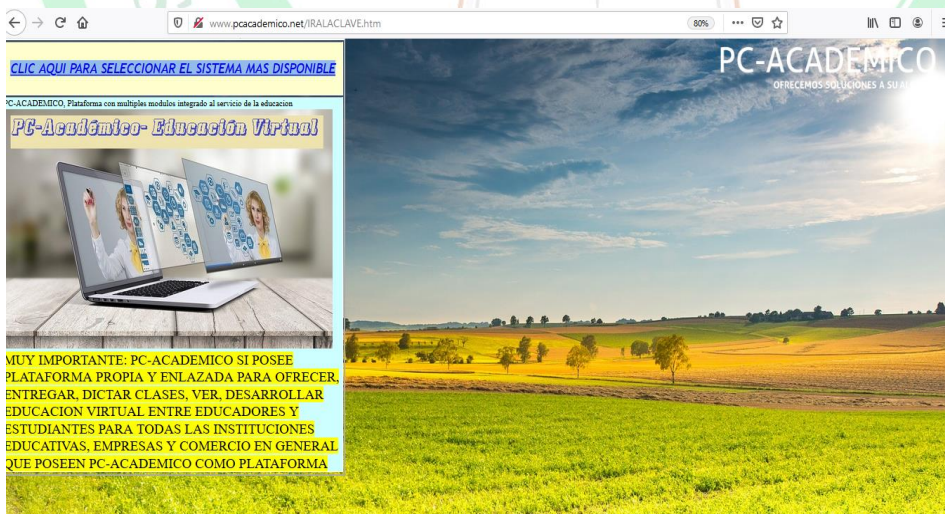 www.pcacademico.net/IRALACLAVE.htm
80%
CLIC AQUI PARA SELECCIONAR EL SISTEMA MAS DISPONIBLE
PC-ACADEMICO, Plataforma con multiples modulos integrado al servicio de la educacion
PC-Académico- Educación Virtual
MUY IMPORTANTE: PC-ACADEMICO SI POSEE
PLATAFORMA PROPIA Y ENLAZADA PARA OFRECER,
ENTREGAR, DICTAR CLASES, VER, DESARROLLAR
EDUCACION VIRTUAL ENTRE EDUCADORES Y
ESTUDIANTES PARA TODAS LAS INSTITUCIONES
EDUCATIVAS, EMPRESAS Y COMERCIO EN GENERAL
QUE POSEEN PC-ACADEMICO COMO PLATAFORMA
PC-ACADEMICO
OFRECEMOS SOLUCIONES A SU